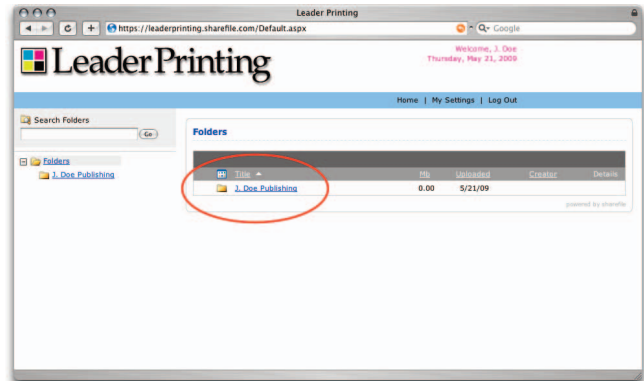 Leader Printing
https://leaderprinting.sharefile.com/Default.aspx
Google
Leader Printing
Welcome, J. Doe
Thursday, May 21, 2009
Home | My Settings | Log Out
Search Folders
Go
Folders
Folders
J. Doe Publishing
Title Mb Uploaded Creator Details
J. Doe Publishing 0.00 5/21/09
powered by sharefile